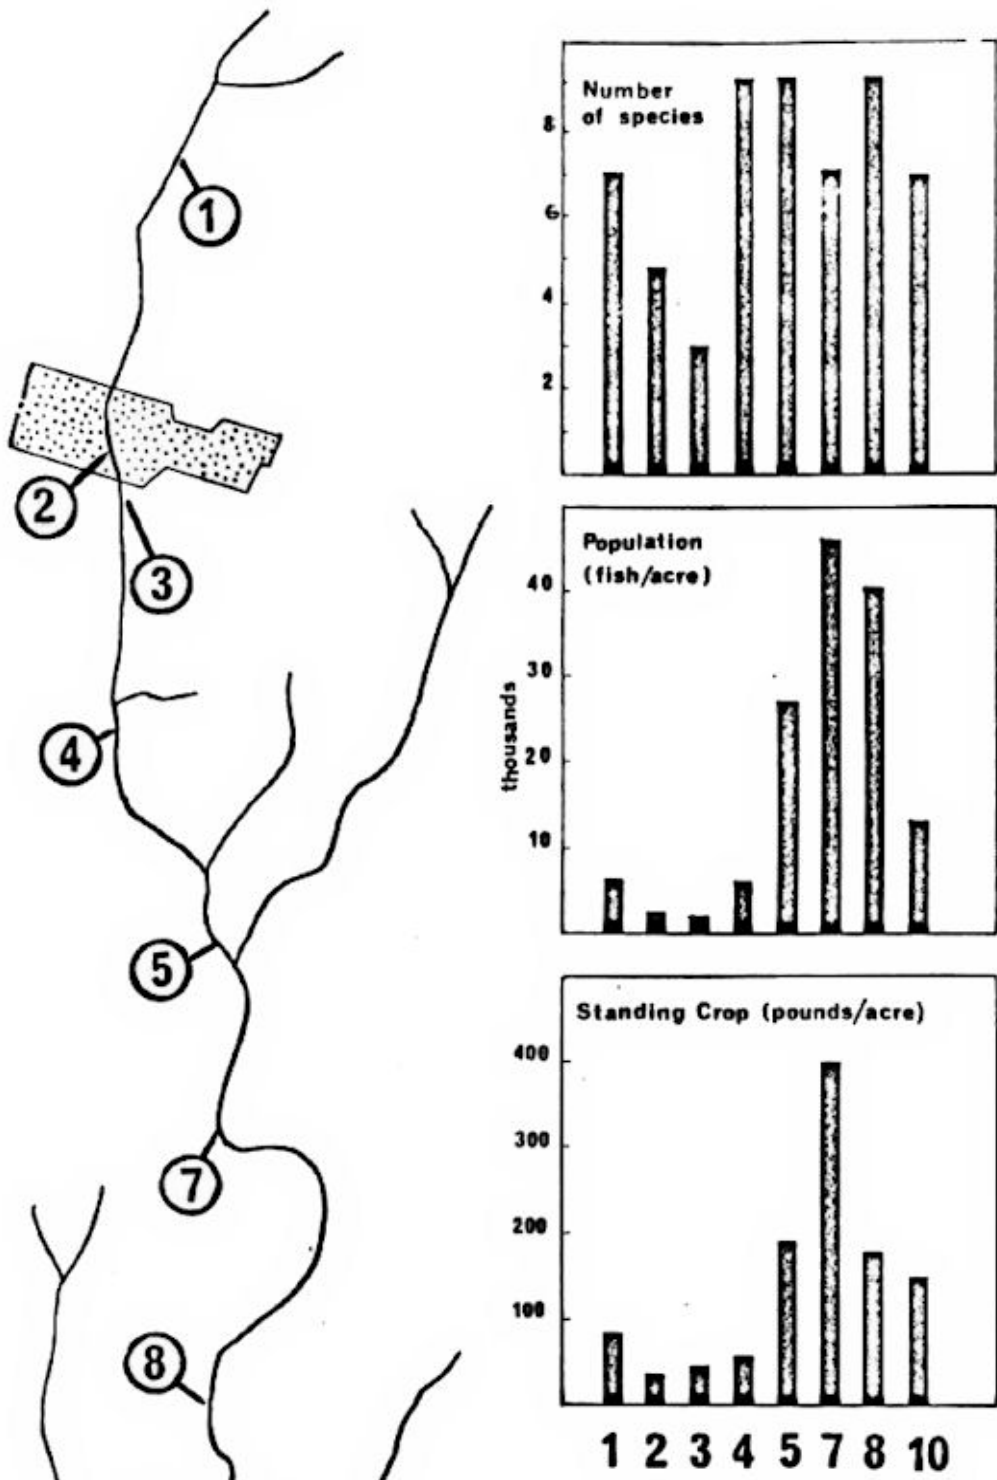 1
2
3
4
5
7
8
Number
of species
8
6
4
2
Population
(fish/acre)
thousands
40
30
20
10
Standing Crop (pounds/acre)
400
300
200
100
1 2 3 4 5 7 8 10